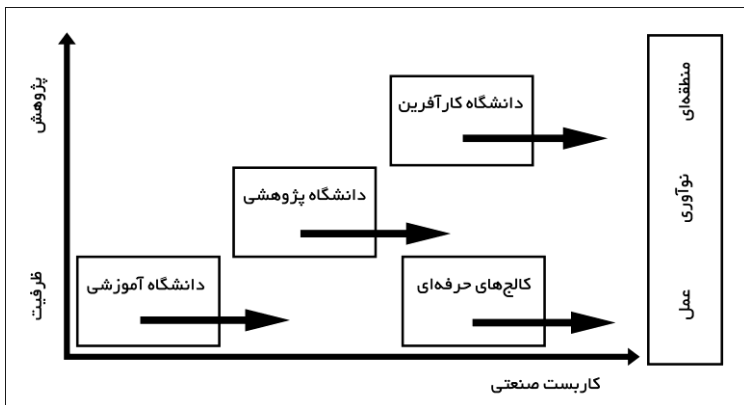 پژوهش
ظرفیت
دانشگاه کارآفرین
دانشگاه پژوهشی
دانشگاه آموزشی
کالج‌های حرفه‌ای
کاربست صنعتی
منطقه‌ای
نوآوری
عمل